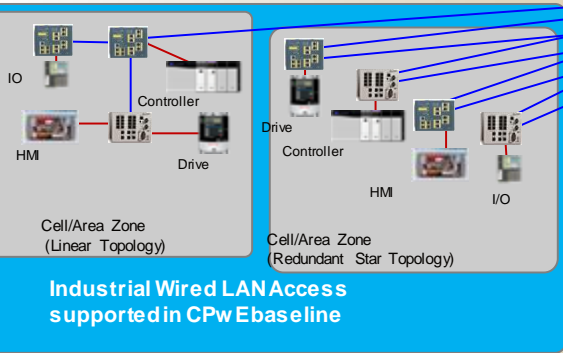 IO
Controller
HMI
Drive
Cell/Area Zone
(Linear Topology)
Drive
Controller
HMI
I/O
Cell/Area Zone
(Redundant Star Topology)
Industrial Wired LAN Access
supported in CPwE baseline